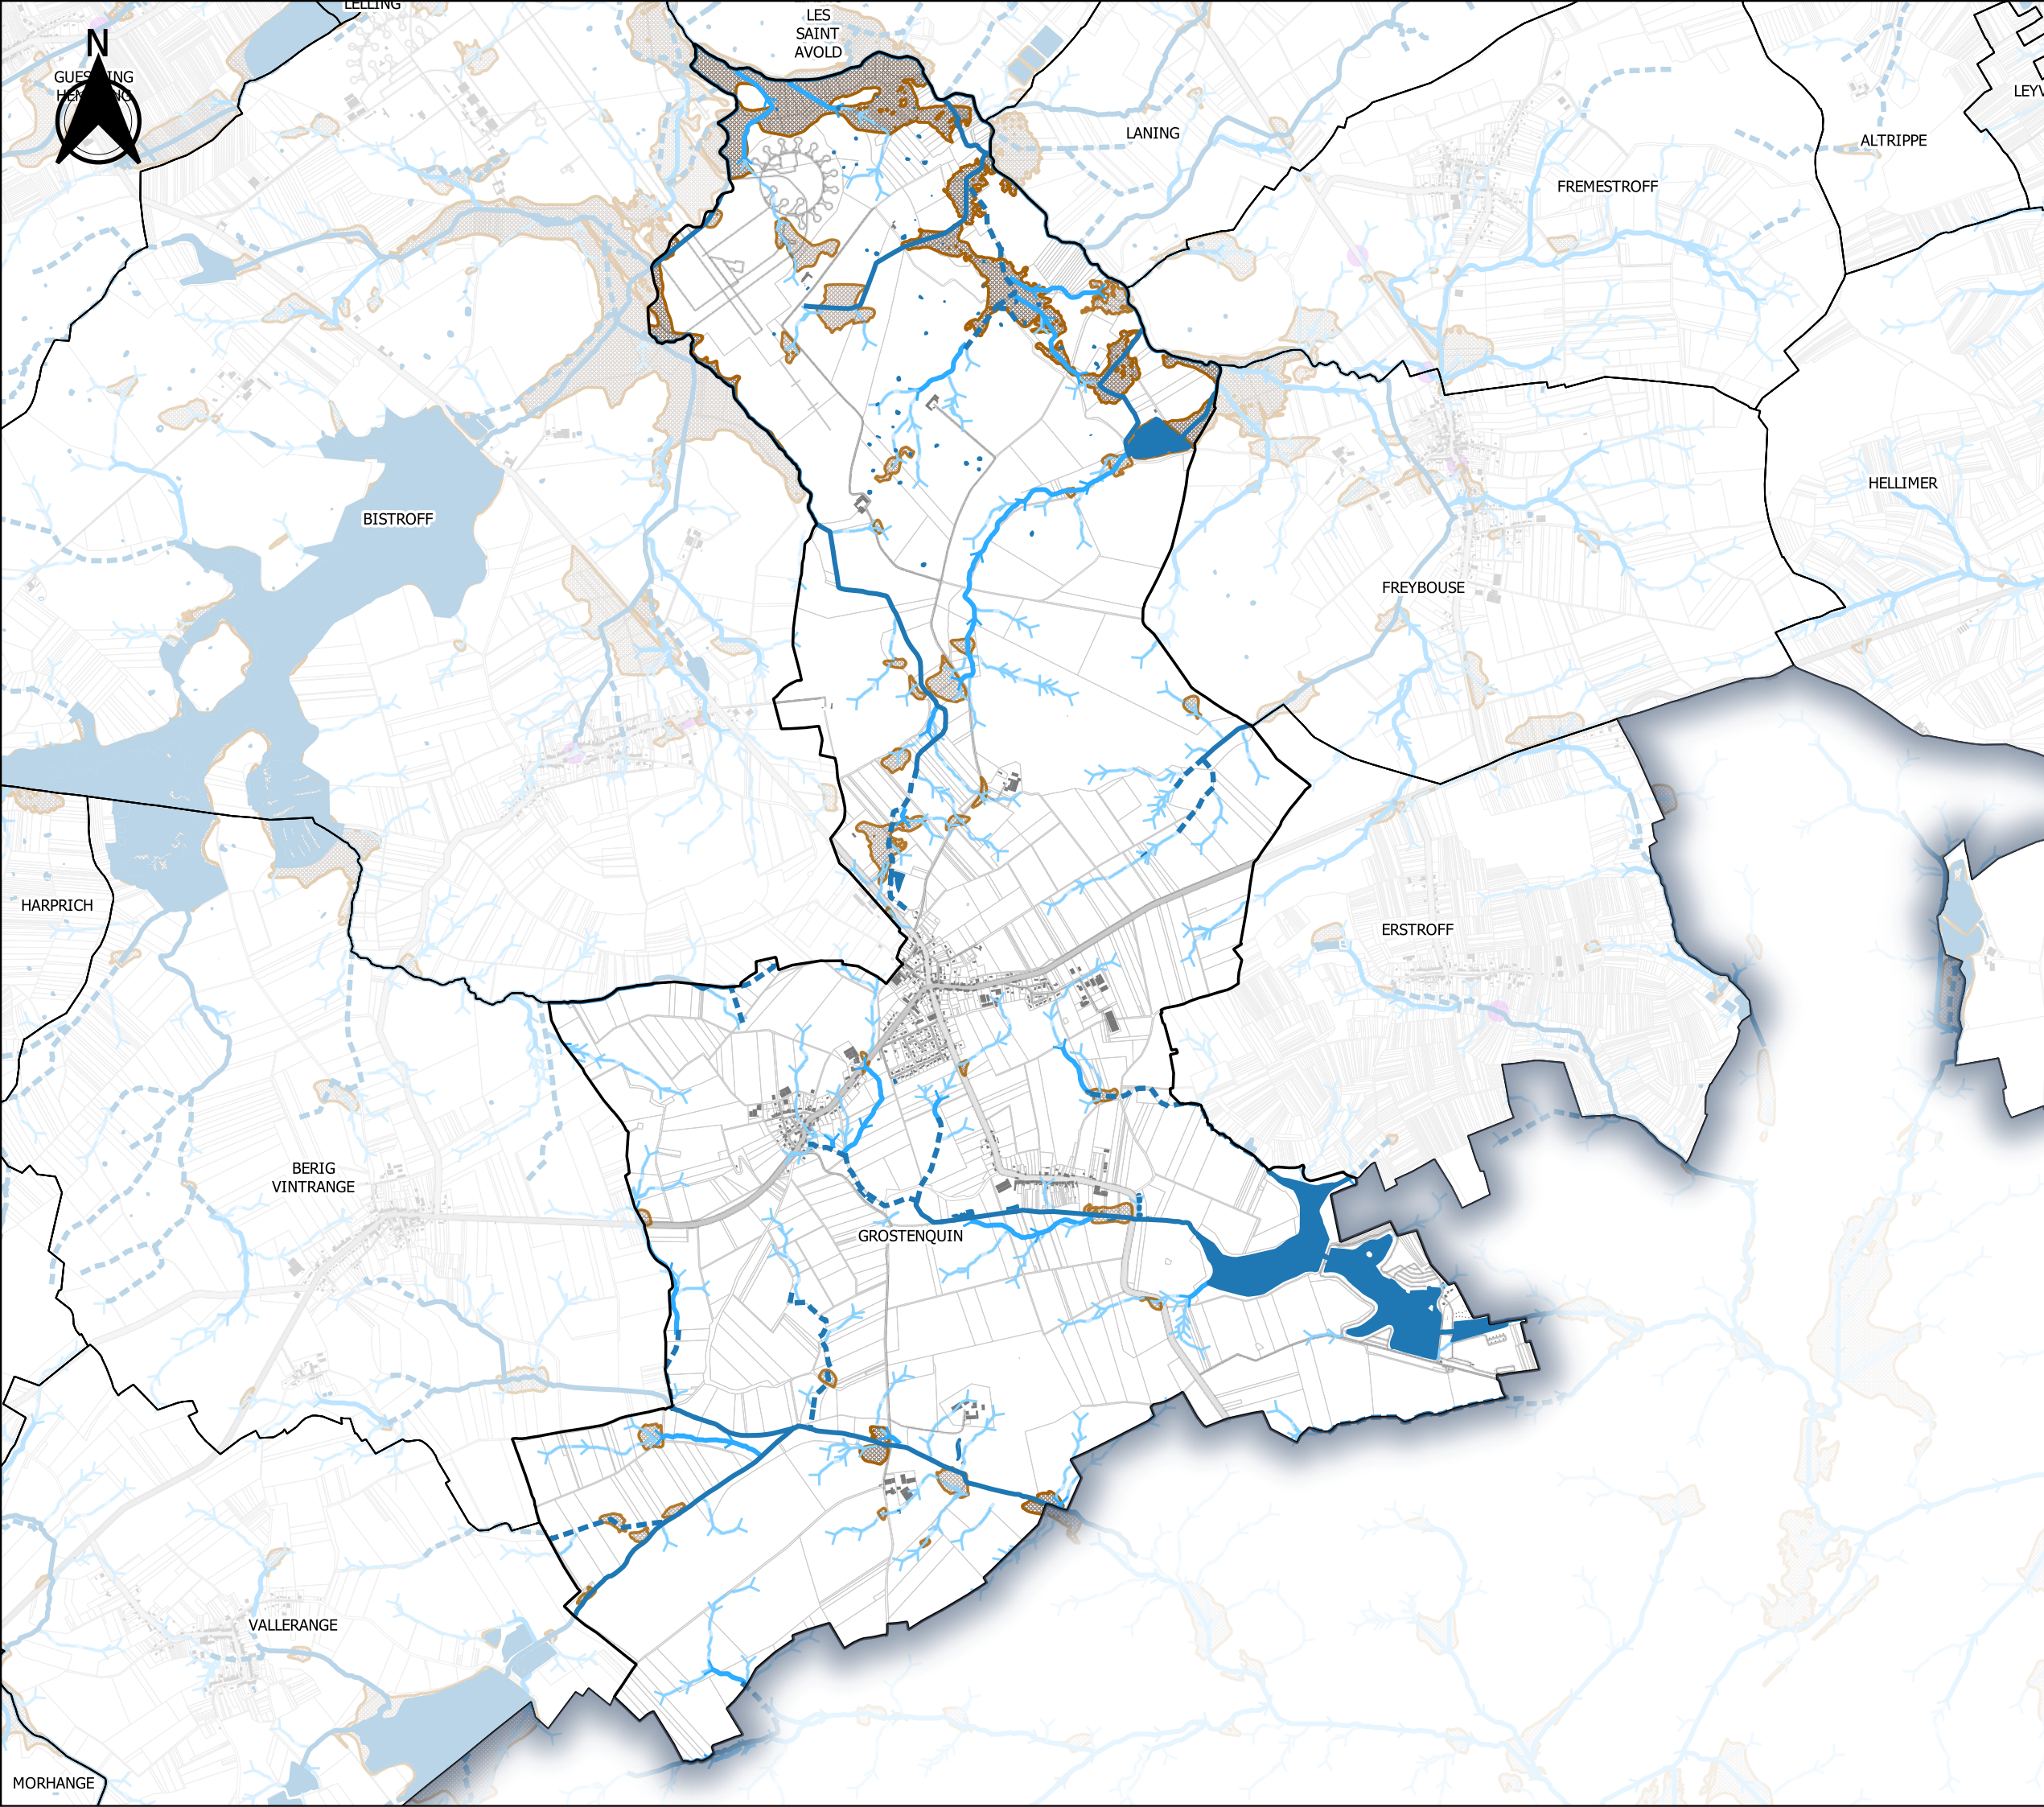 LELLING
LES
SAINT
AVOLD
N
LANING
ALTRIPPE
FREMESTROFF
HELLIMER
BISTROFF
FREYBOUSE
HARPRICH
ERSTROFF
BERIG
VINTRANGE
GROSTENQUIN
VALLERANGE
MORHANGE